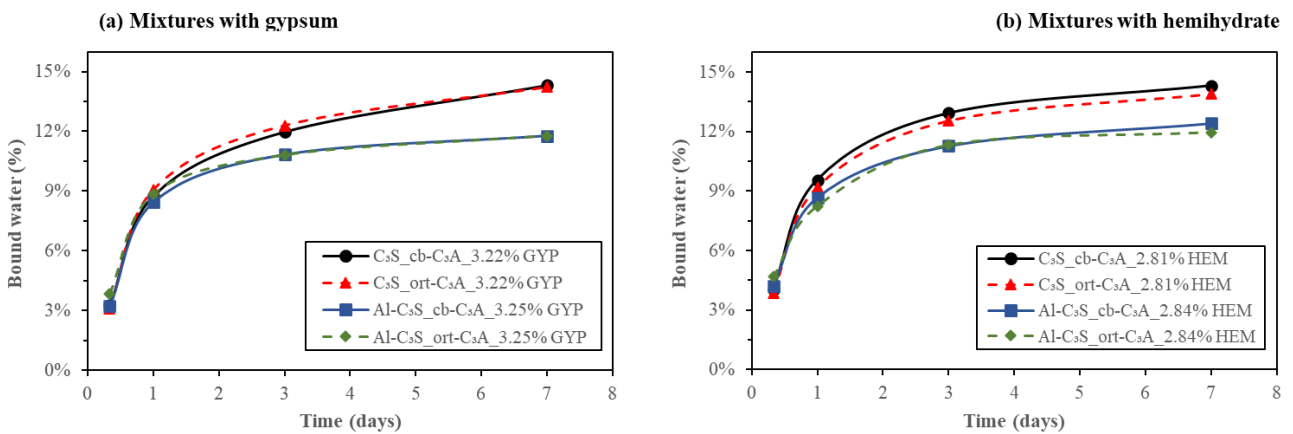 (a) Mixtures with gypsum
15%
12%
9%
6%
3%
0%
Bound water (%)
C₃S_cb-C₃A_3.22% GYP
C₃S_ort-C₃A_3.22% GYP
Al-C₃S_cb-C₃A_3.25% GYP
Al-C₃S_ort-C₃A_3.25% GYP
0 1 2 3 4 5 6 7 8
Time (days)
(b) Mixtures with hemihydrate
15%
12%
9%
6%
3%
0%
Bound water (%)
C₃S_cb-C₃A_2.81% HEM
C₃S_ort-C₃A_2.81% HEM
Al-C₃S_cb-C₃A_2.84% HEM
Al-C₃S_ort-C₃A_2.84% HEM
0 1 2 3 4 5 6 7 8
Time (days)